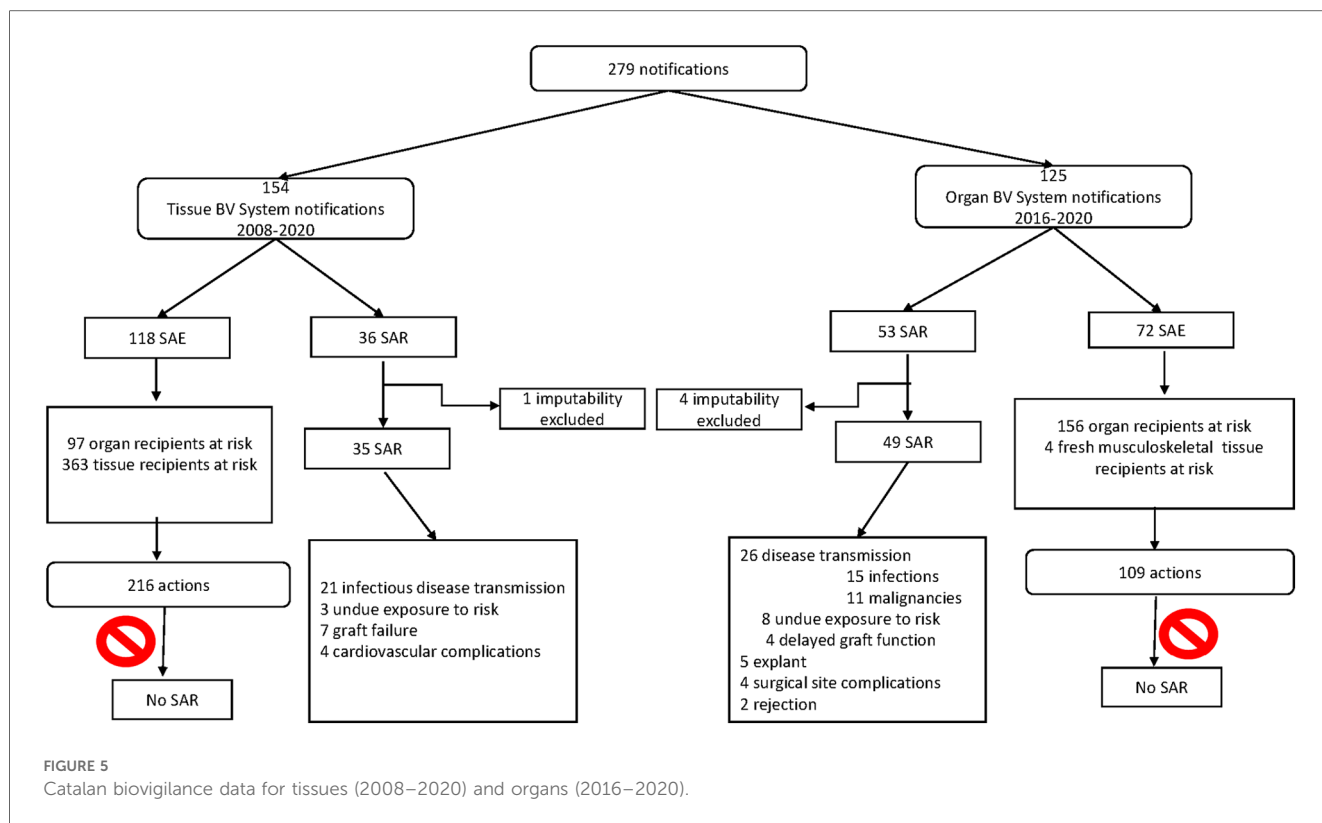 279 notifications
154
Tissue BV System notifications
2008-2020
125
Organ BV System notifications
2016-2020
118 SAE
36 SAR
53 SAR
72 SAE
1 imputability
excluded
4 imputability
excluded
97 organ recipients at risk
363 tissue recipients at risk
35 SAR
49 SAR
156 organ recipients at risk
4 fresh musculoskeletal tissue
recipients at risk
216 actions
21 infectious disease transmission
3 undue exposure to risk
7 graft failure
4 cardiovascular complications
26 disease transmission
15 infections
11 malignancies
8 undue exposure to risk
4 delayed graft function
5 explant
4 surgical site complications
2 rejection
109 actions
No SAR
No SAR
FIGURE 5
Catalan biovigilance data for tissues (2008–2020) and organs (2016–2020).